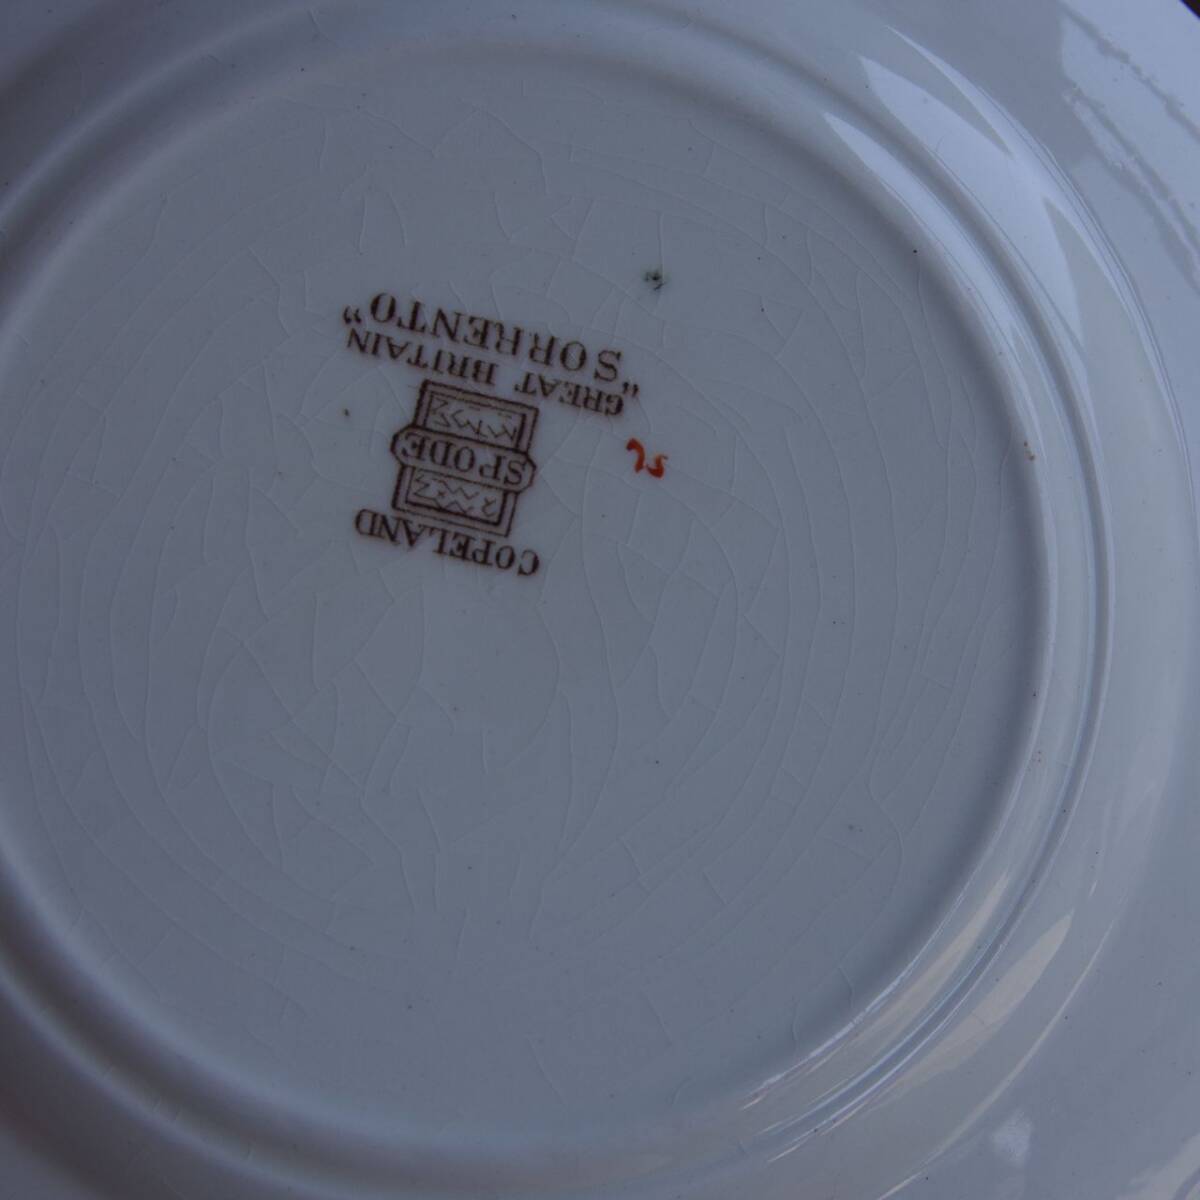 COPELAND
SPODE
GREAT BRITAIN
"SORRENTO"